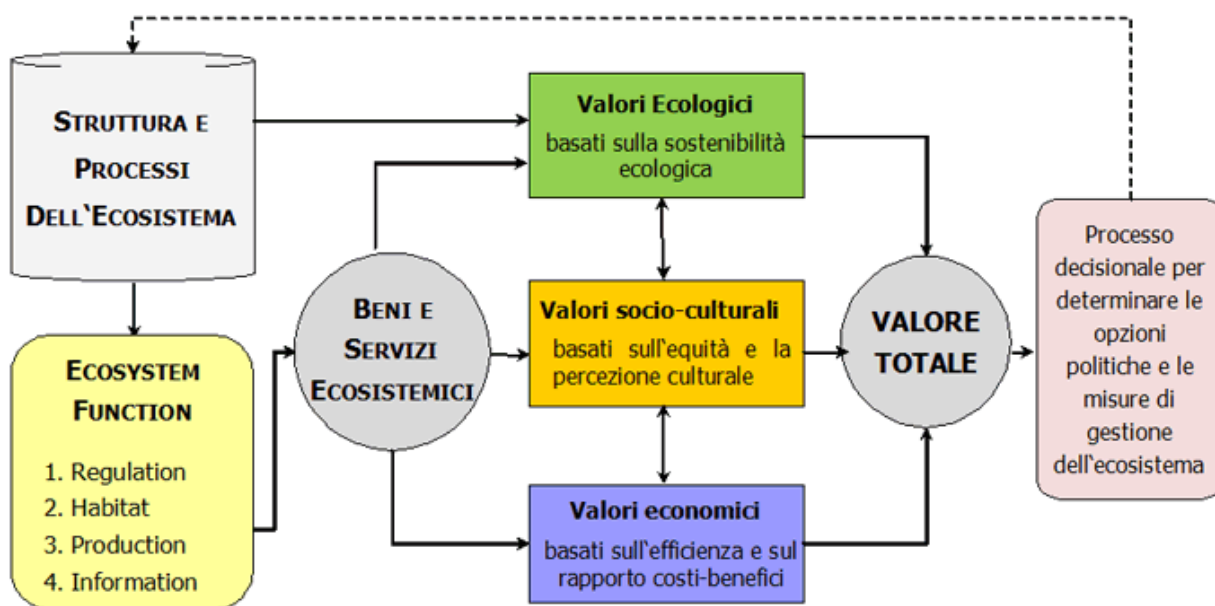 STRUTTURA E
PROCESSI
DELL‘ECOSISTEMA
ECOSYSTEM
FUNCTION
1. Regulation
2. Habitat
3. Production
4. Information
BENI E
SERVIZI
ECOSISTEMICI
Valori Ecologici
basati sulla sostenibilità
ecologica
Valori socio-culturali
basati sull‘equità e la
percezione culturale
Valori economici
basati sull‘efficienza e sul
rapporto costi-benefici
VALORE
TOTALE
Processo
decisionale per
determinare le
opzioni
politiche e le
misure di
gestione
dell‘ecosistema